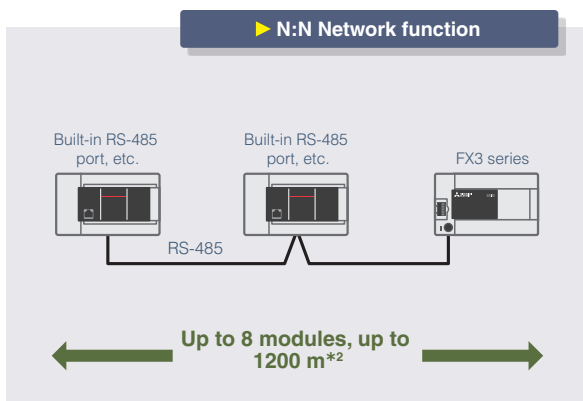 ▶ N:N Network function
Built-in RS-485
port, etc.
Built-in RS-485
port, etc.
FX3 series
RS-485
Up to 8 modules, up to
1200 m*2